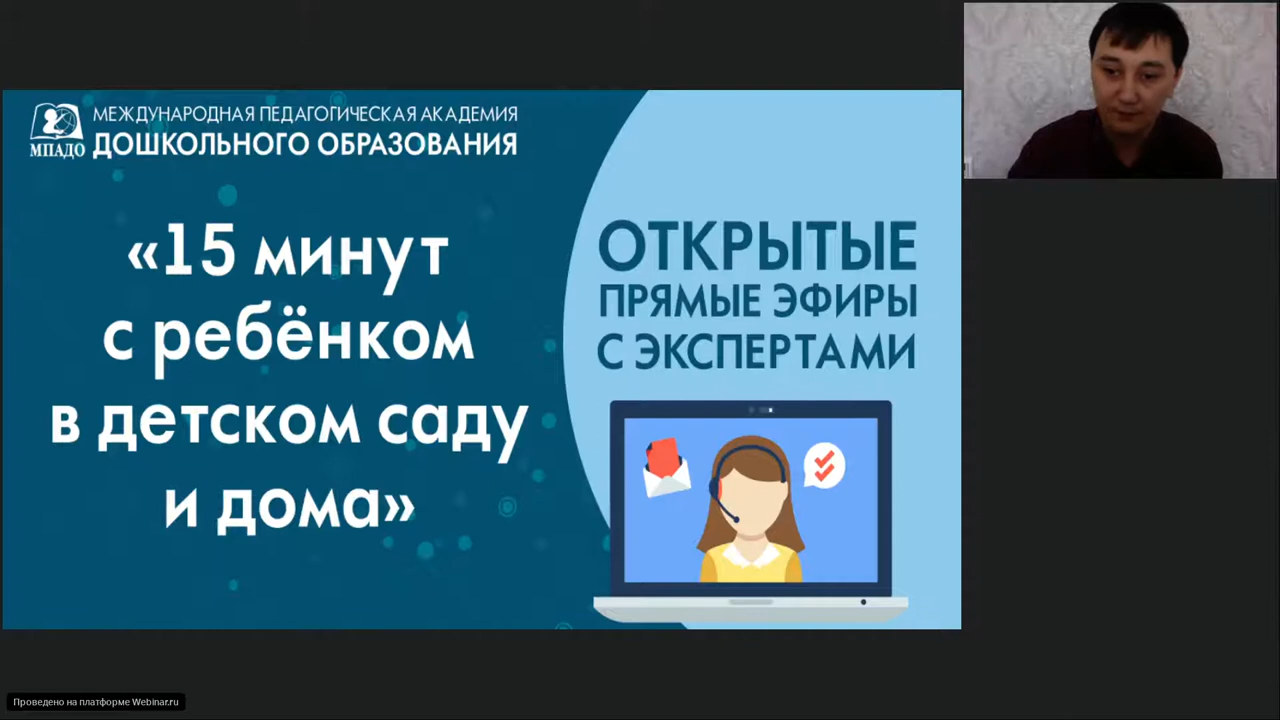 МЕЖДУНАРОДНАЯ ПЕДАГОГИЧЕСКАЯ АКАДЕМИЯ
МПАДО ДОШКОЛЬНОГО ОБРАЗОВАНИЯ
«15 минут
с ребёнком
в детском саду
и дома»
ОТКРЫТЫЕ
ПРЯМЫЕ ЭФИРЫ
С ЭКСПЕРТАМИ
Проведено на платформе Webinar.ru